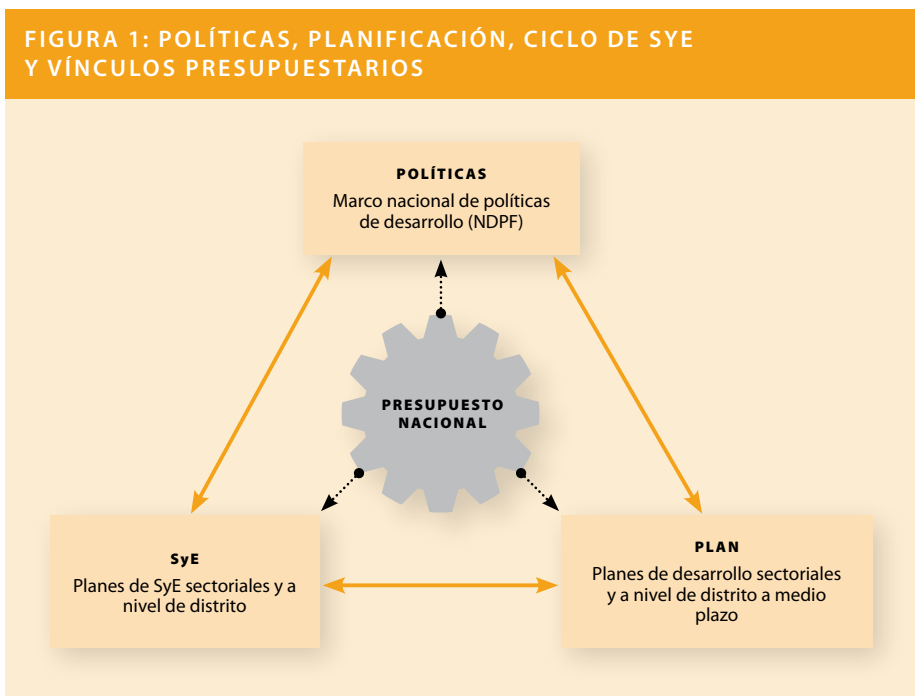 FIGURA 1: POLÍTICAS, PLANIFICACIÓN, CICLO DE SYE
Y VÍNCULOS PRESUPUESTARIOS
POLÍTICAS
Marco nacional de políticas
de desarrollo (NDPF)
PRESUPUESTO
NACIONAL
SyE
Planes de SyE sectoriales y a
nivel de distrito
PLAN
Planes de desarrollo sectoriales
y a nivel de distrito a medio
plazo